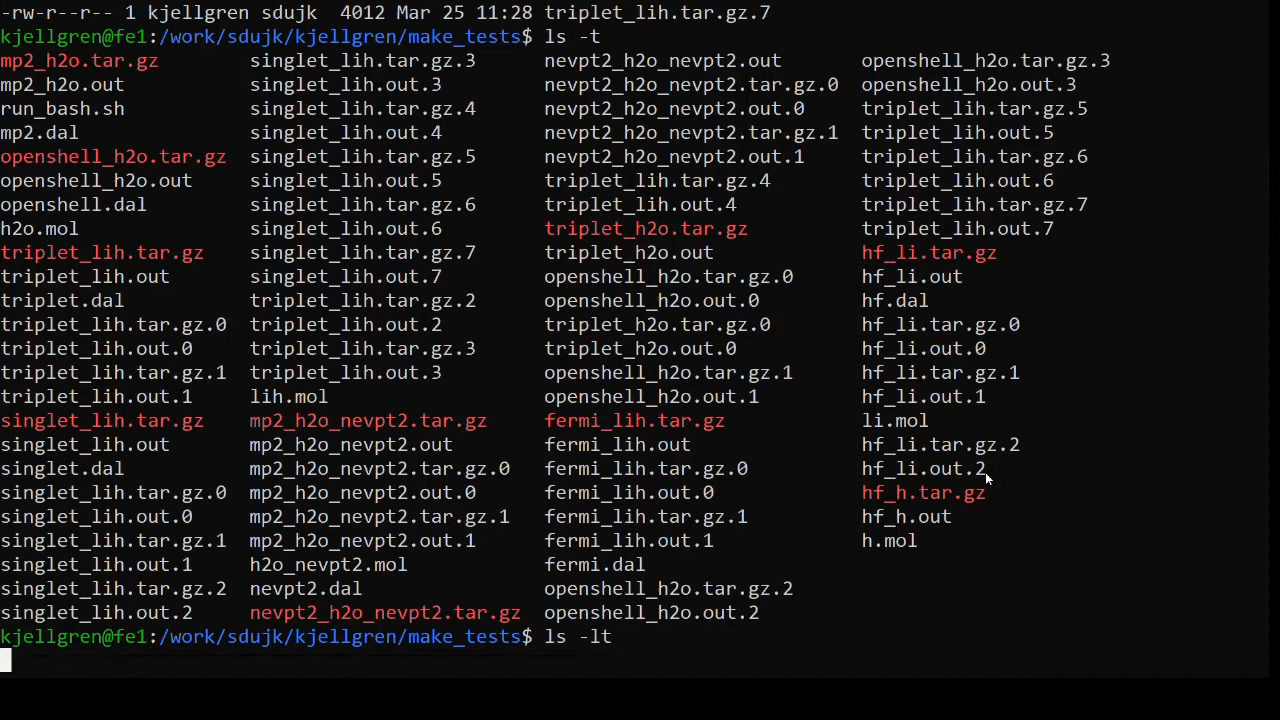 -rw-r--r-- 1 kjellgren sdujk  4012 Mar 25 11:28 triplet_lih.tar.gz.7
kjellgren@fe1:/work/sdujk/kjellgren/make_tests$ ls -t
mp2_h2o.tar.gz singlet_lih.tar.gz.3 nevpt2_h2o_nevpt2.out openshell_h2o.tar.gz.3
mp2_h2o.out singlet_lih.out.3 nevpt2_h2o_nevpt2.tar.gz.0 openshell_h2o.out.3
run_bash.sh singlet_lih.tar.gz.4 nevpt2_h2o_nevpt2.out.0 triplet_lih.tar.gz.5
mp2.dal singlet_lih.out.4 nevpt2_h2o_nevpt2.tar.gz.1 triplet_lih.out.5
openshell_h2o.tar.gz singlet_lih.tar.gz.5 nevpt2_h2o_nevpt2.out.1 triplet_lih.tar.gz.6
openshell_h2o.out singlet_lih.out.5 triplet_lih.tar.gz.4 triplet_lih.out.6
openshell.dal singlet_lih.tar.gz.6 triplet_lih.out.4 triplet_lih.tar.gz.7
h2o.mol singlet_lih.out.6 triplet_h2o.tar.gz triplet_lih.out.7
triplet_lih.tar.gz singlet_lih.tar.gz.7 triplet_h2o.out hf_li.tar.gz
triplet_lih.out singlet_lih.out.7 openshell_h2o.tar.gz.0 hf_li.out
triplet.dal triplet_lih.tar.gz.2 openshell_h2o.out.0 hf.dal
triplet_lih.tar.gz.0 triplet_lih.out.2 triplet_h2o.tar.gz.0 hf_li.tar.gz.0
triplet_lih.out.0 triplet_lih.tar.gz.3 triplet_h2o.out.0 hf_li.out.0
triplet_lih.tar.gz.1 triplet_lih.out.3 openshell_h2o.tar.gz.1 hf_li.tar.gz.1
triplet_lih.out.1 lih.mol openshell_h2o.out.1 hf_li.out.1
singlet_lih.tar.gz mp2_h2o_nevpt2.tar.gz fermi_lih.tar.gz li.mol
singlet_lih.out mp2_h2o_nevpt2.out fermi_lih.out hf_li.tar.gz.2
singlet.dal mp2_h2o_nevpt2.tar.gz.0 fermi_lih.tar.gz.0 hf_li.out.2
singlet_lih.tar.gz.0 mp2_h2o_nevpt2.out.0 fermi_lih.out.0 hf_h.tar.gz
singlet_lih.out.0 mp2_h2o_nevpt2.tar.gz.1 fermi_lih.tar.gz.1 hf_h.out
singlet_lih.tar.gz.1 mp2_h2o_nevpt2.out.1 fermi_lih.out.1 h.mol
singlet_lih.out.1 h2o_nevpt2.mol fermi.dal
singlet_lih.tar.gz.2 nevpt2.dal openshell_h2o.tar.gz.2
singlet_lih.out.2 nevpt2_h2o_nevpt2.tar.gz openshell_h2o.out.2
kjellgren@fe1:/work/sdujk/kjellgren/make_tests$ ls -lt